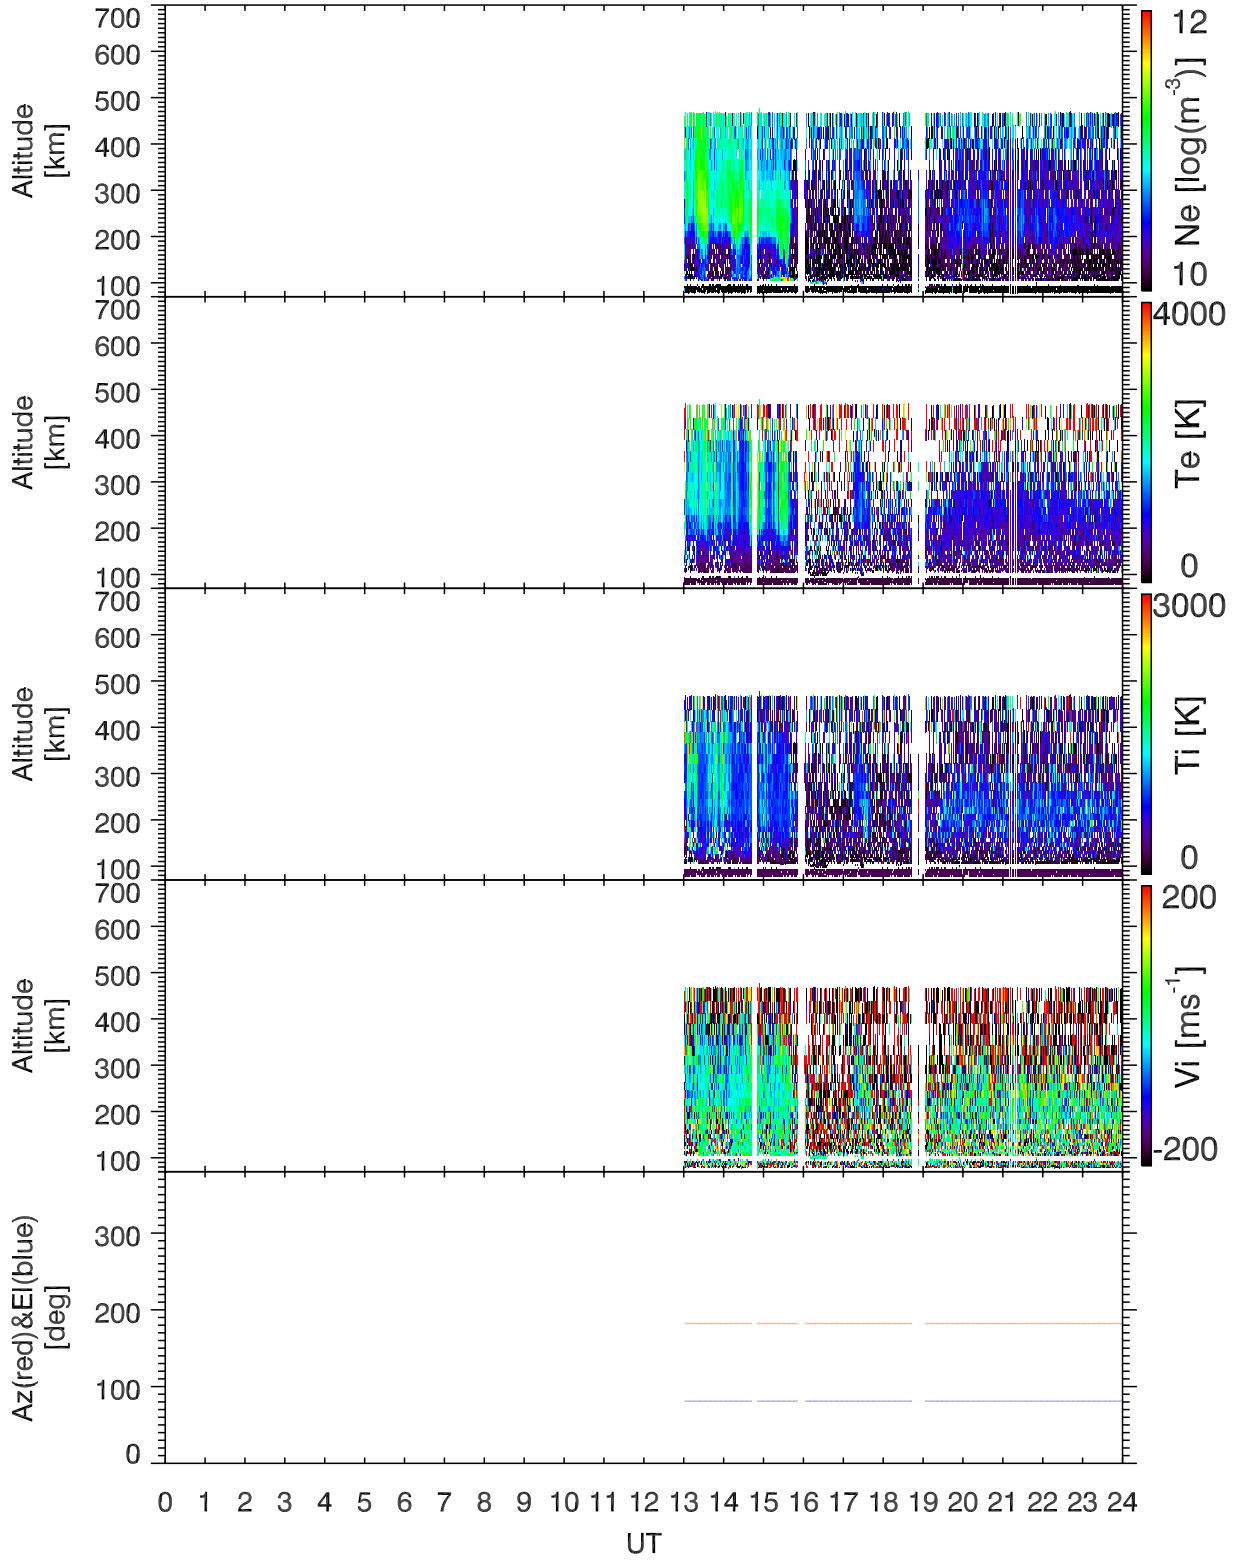 700
600
500
400
300
200
100
Altitude
[km]
12
Ne [log(m⁻³)]
10
700
600
500
400
300
200
100
Altitude
[km]
4000
Te [K]
0
700
600
500
400
300
200
100
Altitude
[km]
3000
Ti [K]
0
700
600
500
400
300
200
100
Altitude
[km]
200
Vi [ms⁻¹]
-200
300
200
100
0
Az(red)&El(blue)
[deg]
0 1 2 3 4 5 6 7 8 9 10 11 12 13 14 15 16 17 18 19 20 21 22 23 24
UT